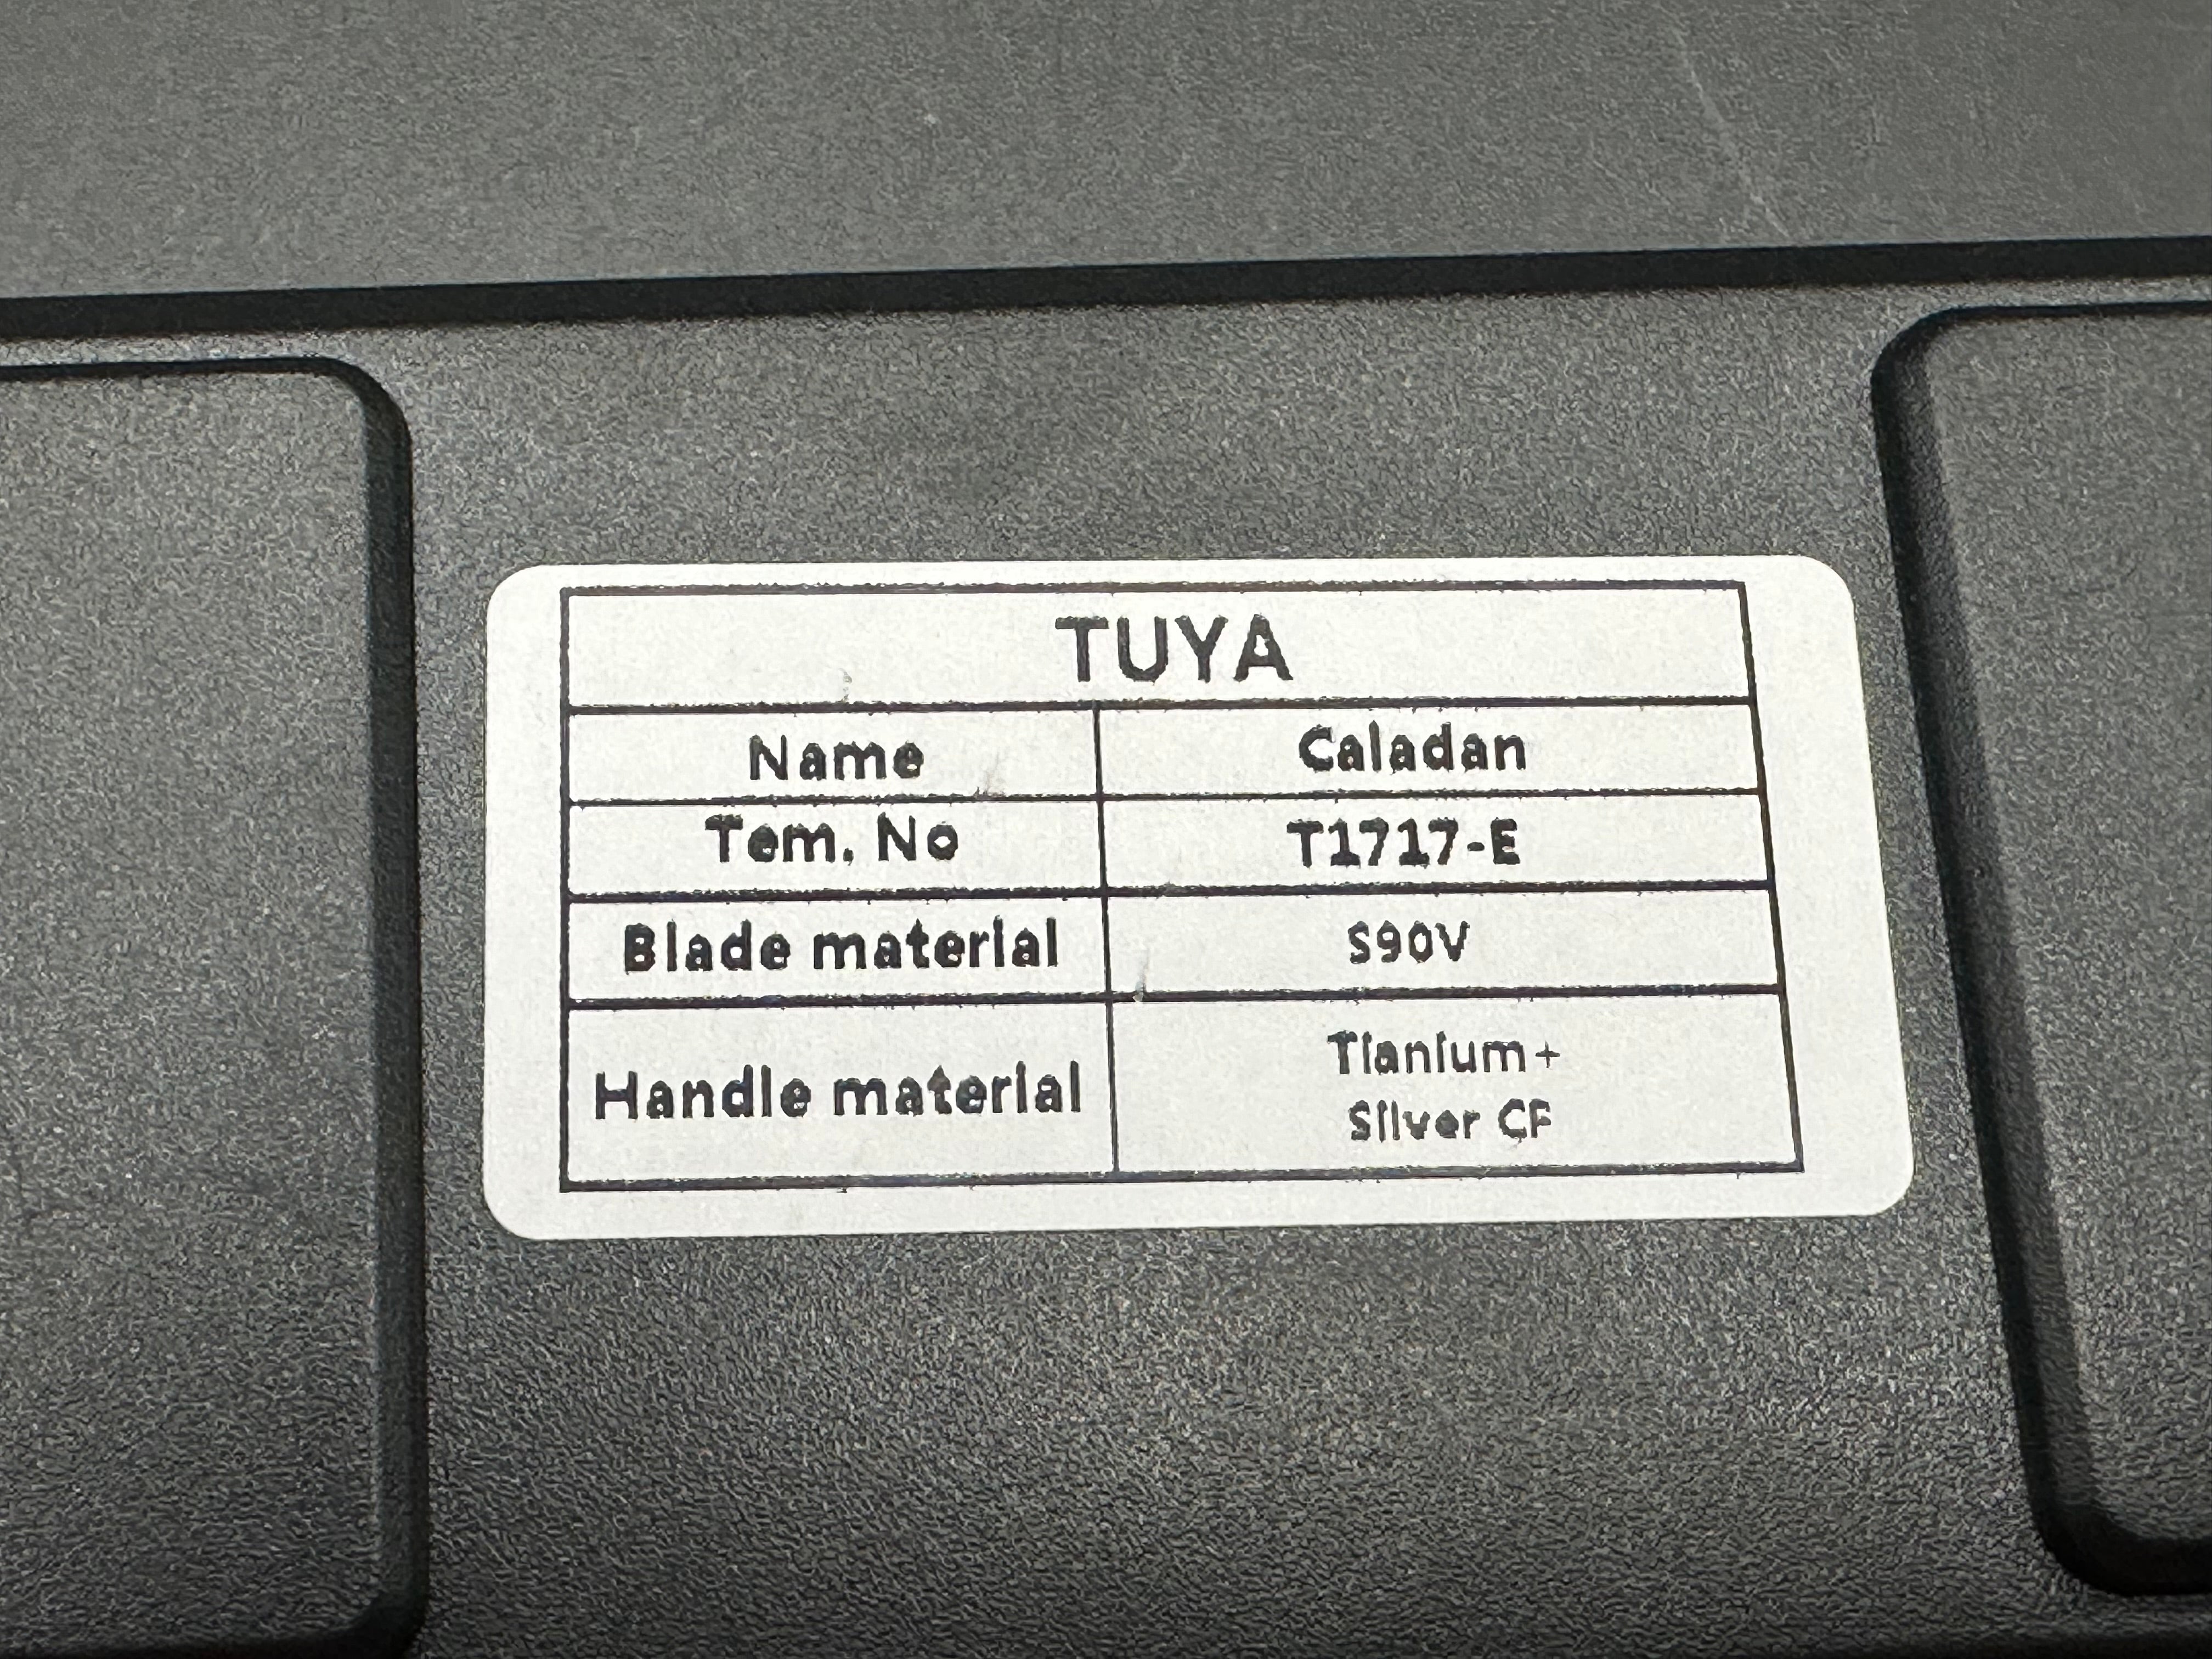 TUYA
Name Caladan
Tem. No T1717-E
Blade material S90V
Handle material Tianium+
Silver CF